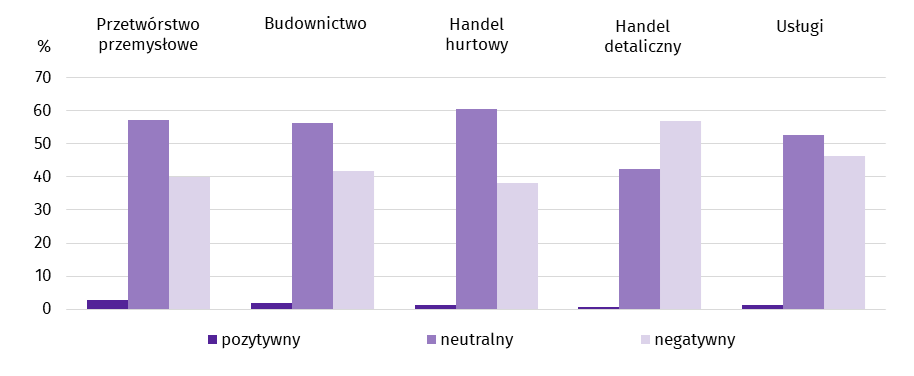 Przetwórstwo
przemysłowe
Budownictwo
Handel
hurtowy
Handel
detaliczny
Usługi
%
70
60
50
40
30
20
10
0
pozytywny
neutralny
negatywny